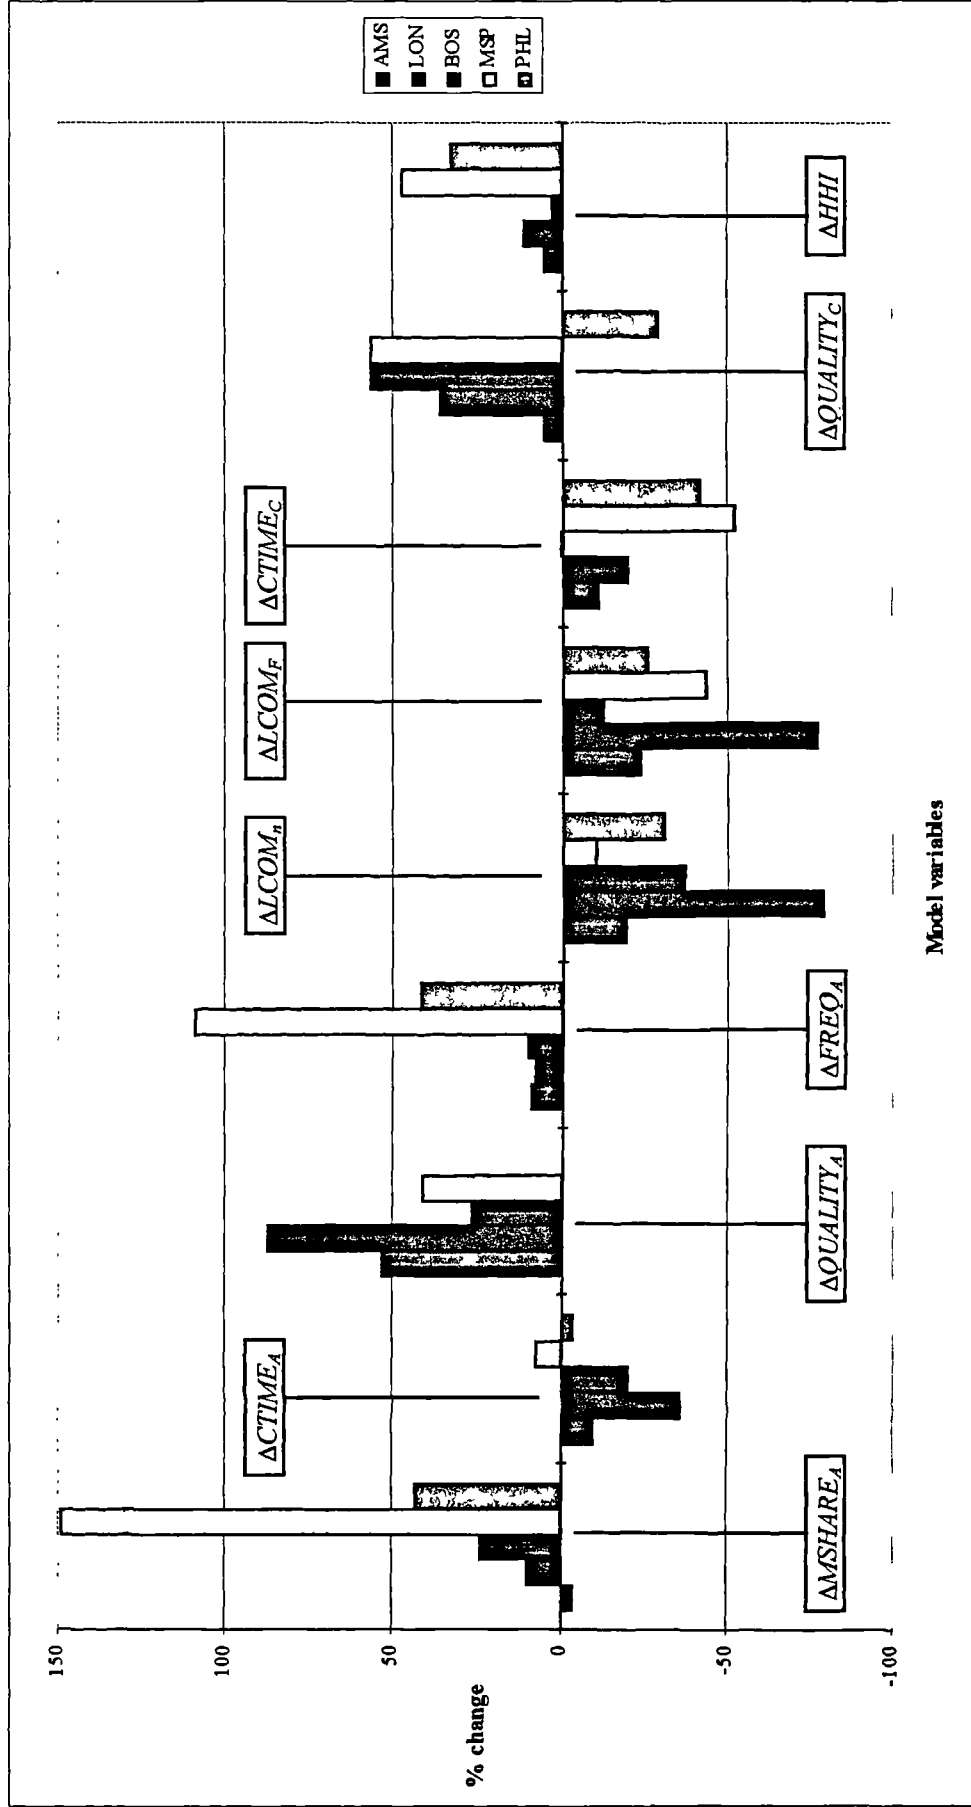 150
100
50
0
-50
-100
% change
ΔMSHARE_A
ΔCTIME_A
ΔQUALITY_A
ΔFREQ_A
ΔLCOM_n
ΔLCOM_F
ΔCTIME_C
ΔQUALITY_C
ΔHHI
Model variables
AMS
LON
BOS
MSP
PHL